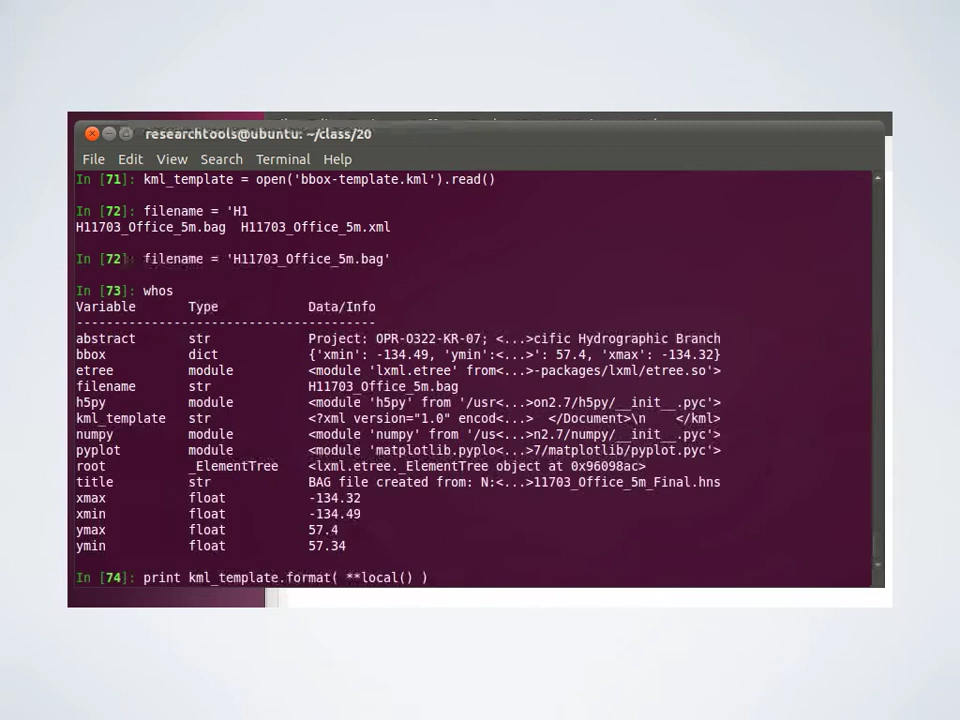 researchtools@ubuntu: ~/class/20
File Edit View Search Terminal Help
In [71]: kml_template = open('bbox-template.kml').read()
In [72]: filename = 'H1
H11703_Office_5m.bag  H11703_Office_5m.xml
In [72]: filename = 'H11703_Office_5m.bag'
In [73]: whos
Variable Type Data/Info
----------------------------------------
abstract str Project: OPR-O322-KR-07; <...>cific Hydrographic Branch
bbox dict {'xmin': -134.49, 'ymin':<...>': 57.4, 'xmax': -134.32}
etree module <module 'lxml.etree' from<...>-packages/lxml/etree.so'>
filename str H11703_Office_5m.bag
h5py module <module 'h5py' from '/usr<...>on2.7/h5py/__init__.pyc'>
kml_template str <?xml version="1.0" encod<...>  </Document>\n    </kml>
numpy module <module 'numpy' from '/us<...>n2.7/numpy/__init__.pyc'>
pyplot module <module 'matplotlib.pyplo<...>7/matplotlib/pyplot.pyc'>
root _ElementTree <lxml.etree._ElementTree object at 0x96098ac>
title str BAG file created from: N:<...>11703_Office_5m_Final.hns
xmax float -134.32
xmin float -134.49
ymax float 57.4
ymin float 57.34
In [74]: print kml_template.format( **local() )